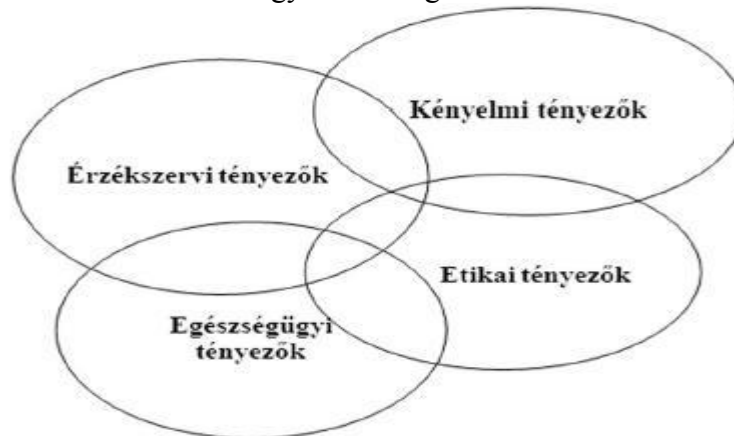 Kényelmi tényezők
Érzékszervi tényezők
Etikai tényezők
Egészségügyi
tényezők